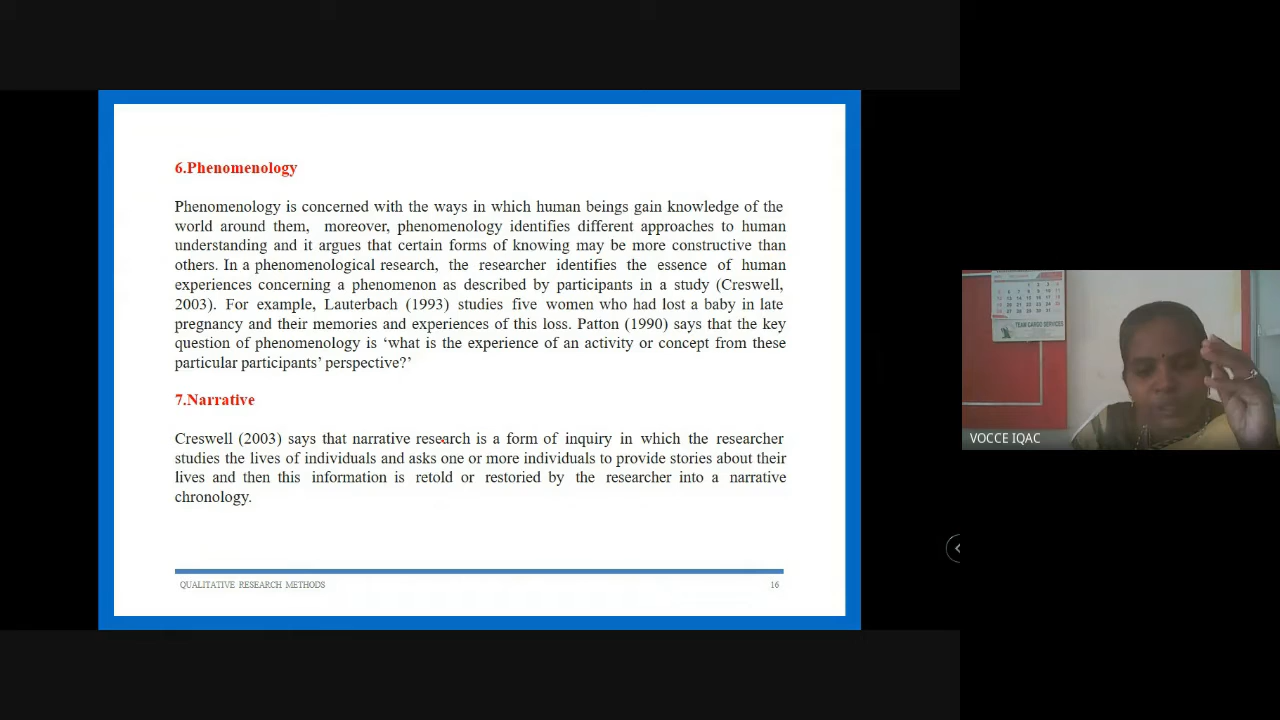 6.Phenomenology
Phenomenology is concerned with the ways in which human beings gain knowledge of the
world around them, moreover, phenomenology identifies different approaches to human
understanding and it argues that certain forms of knowing may be more constructive than
others. In a phenomenological research, the researcher identifies the essence of human
experiences concerning a phenomenon as described by participants in a study (Creswell,
2003). For example, Lauterbach (1993) studies five women who had lost a baby in late
pregnancy and their memories and experiences of this loss. Patton (1990) says that the key
question of phenomenology is ‘what is the experience of an activity or concept from these
particular participants’ perspective?’
7.Narrative
Creswell (2003) says that narrative research is a form of inquiry in which the researcher
studies the lives of individuals and asks one or more individuals to provide stories about their
lives and then this information is retold or restoried by the researcher into a narrative
chronology.
QUALITATIVE RESEARCH METHODS
16
TEAM CARGO SERVICES
VOCCE IQAC